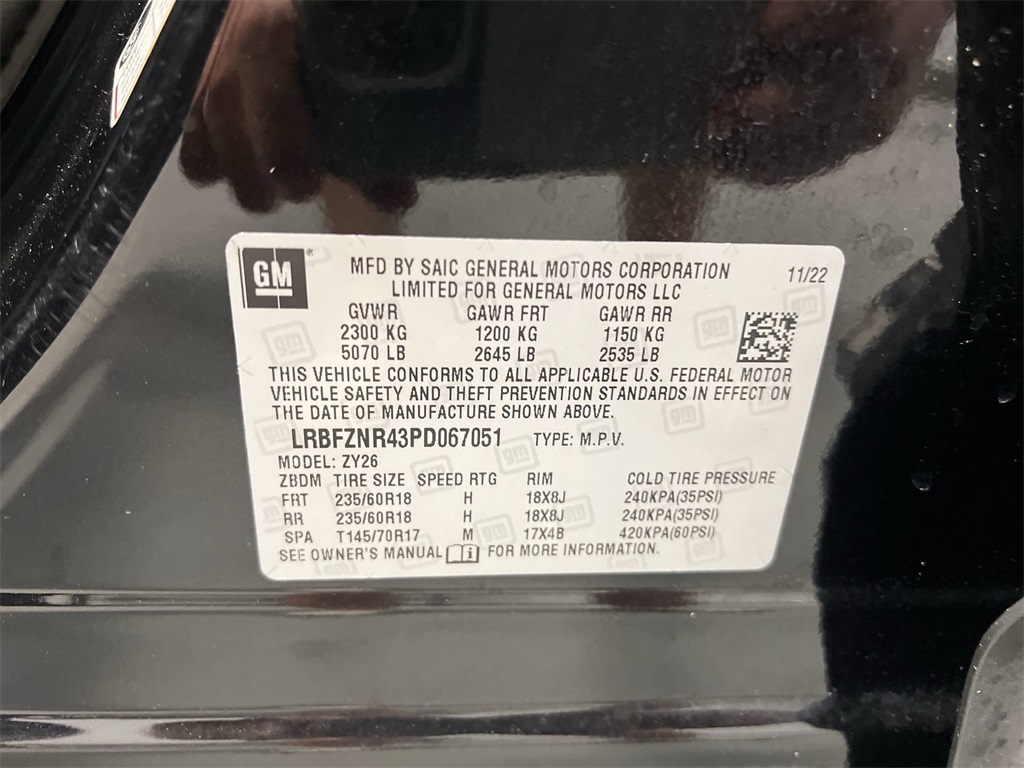 GM ® MFD BY SAIC GENERAL MOTORS CORPORATION 11/22
LIMITED FOR GENERAL MOTORS LLC
GVWR GAWR FRT GAWR RR
2300 KG 1200 KG 1150 KG
5070 LB 2645 LB 2535 LB
THIS VEHICLE CONFORMS TO ALL APPLICABLE U.S. FEDERAL MOTOR
VEHICLE SAFETY AND THEFT PREVENTION STANDARDS IN EFFECT ON
THE DATE OF MANUFACTURE SHOWN ABOVE.
LRBFZNR43PD067051 TYPE: M.P.V.
MODEL: ZY26
ZBDM TIRE SIZE SPEED RTG RIM COLD TIRE PRESSURE
FRT 235/60R18 H 18X8J 240KPA(35PSI)
RR 235/60R18 H 18X8J 240KPA(35PSI)
SPA T145/70R17 M 17X4B 420KPA(60PSI)
SEE OWNER'S MANUAL i FOR MORE INFORMATION.